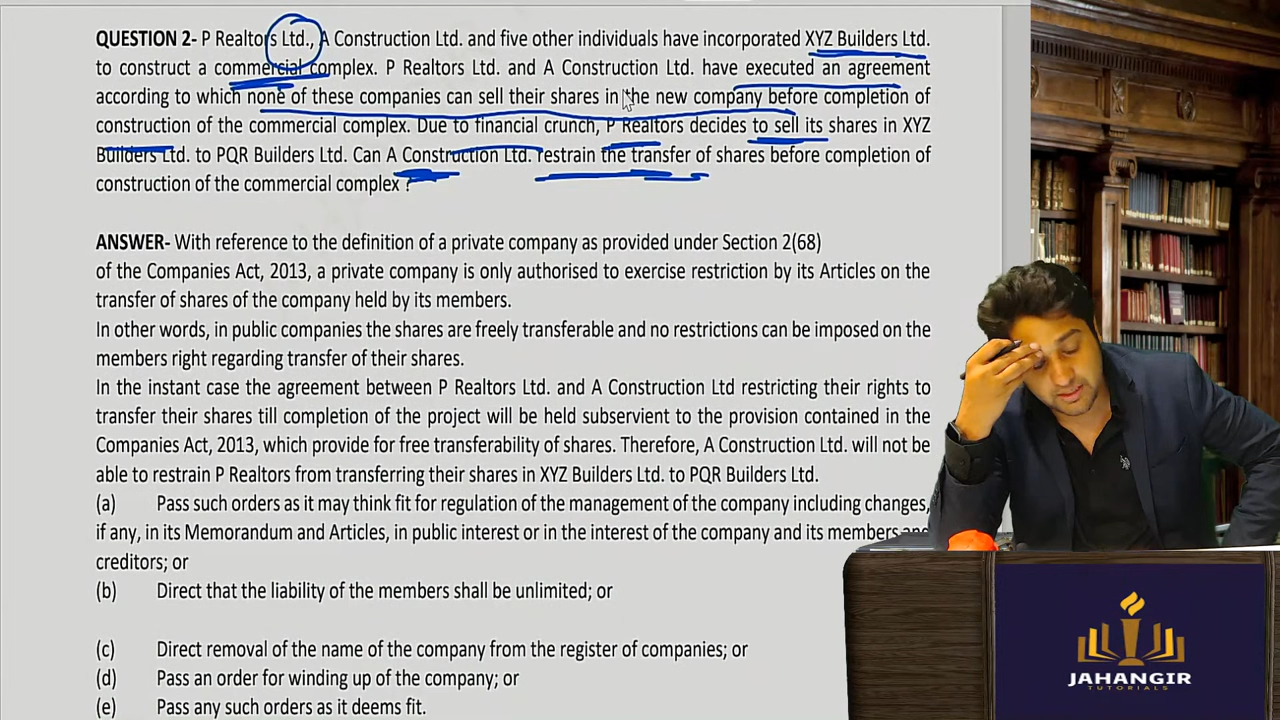 QUESTION 2- P Realtors Ltd., A Construction Ltd. and five other individuals have incorporated XYZ Builders Ltd.
to construct a commercial complex. P Realtors Ltd. and A Construction Ltd. have executed an agreement
according to which none of these companies can sell their shares in the new company before completion of
construction of the commercial complex. Due to financial crunch, P Realtors decides to sell its shares in XYZ
Builders Ltd. to PQR Builders Ltd. Can A Construction Ltd. restrain the transfer of shares before completion of
construction of the commercial complex ?
ANSWER- With reference to the definition of a private company as provided under Section 2(68)
of the Companies Act, 2013, a private company is only authorised to exercise restriction by its Articles on the
transfer of shares of the company held by its members.
In other words, in public companies the shares are freely transferable and no restrictions can be imposed on the
members right regarding transfer of their shares.
In the instant case the agreement between P Realtors Ltd. and A Construction Ltd restricting their rights to
transfer their shares till completion of the project will be held subservient to the provision contained in the
Companies Act, 2013, which provide for free transferability of shares. Therefore, A Construction Ltd. will not be
able to restrain P Realtors from transferring their shares in XYZ Builders Ltd. to PQR Builders Ltd.
(a) Pass such orders as it may think fit for regulation of the management of the company including changes,
if any, in its Memorandum and Articles, in public interest or in the interest of the company and its members and
creditors; or
(b) Direct that the liability of the members shall be unlimited; or
(c) Direct removal of the name of the company from the register of companies; or
(d) Pass an order for winding up of the company; or
(e) Pass any such orders as it deems fit.
JAHANGIR
TUTORIALS